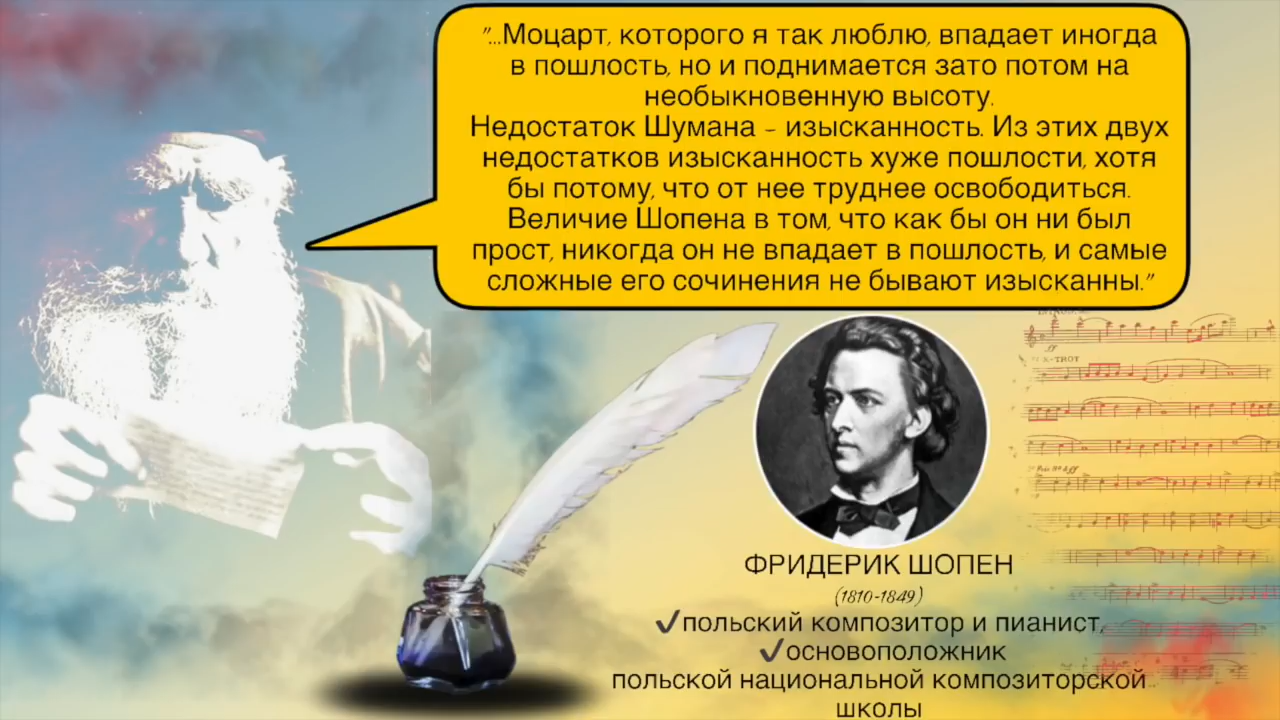 "...Моцарт, которого я так люблю, впадает иногда
в пошлость, но и поднимается зато потом на
необыкновенную высоту.
Недостаток Шумана - изысканность. Из этих двух
недостатков изысканность хуже пошлости, хотя
бы потому, что от нее труднее освободиться.
Величие Шопена в том, что как бы он ни был
прост, никогда он не впадает в пошлость, и самые
сложные его сочинения не бывают изысканны."
ФРИДЕРИК ШОПЕН
(1810-1849)
✔польский композитор и пианист,
✔основоположник
польской национальной композиторской
школы